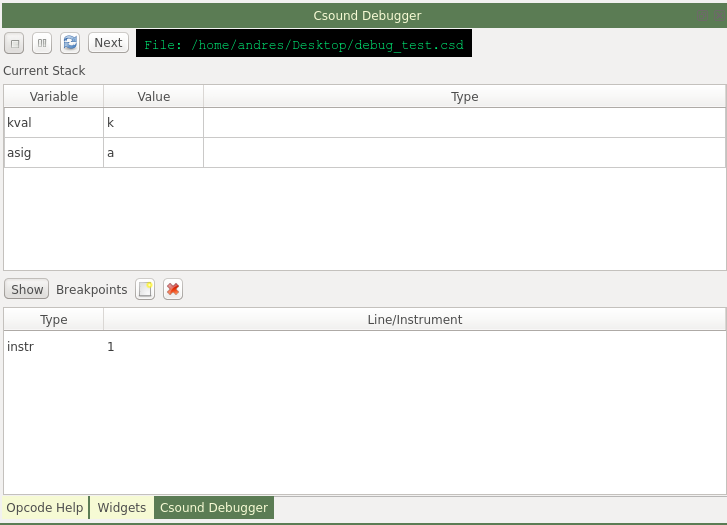 Csound Debugger
Next File: /home/andres/Desktop/debug_test.csd
Current Stack
Variable Value Type
kval k
asig a
Show Breakpoints
Type Line/Instrument
instr 1
Opcode Help Widgets Csound Debugger